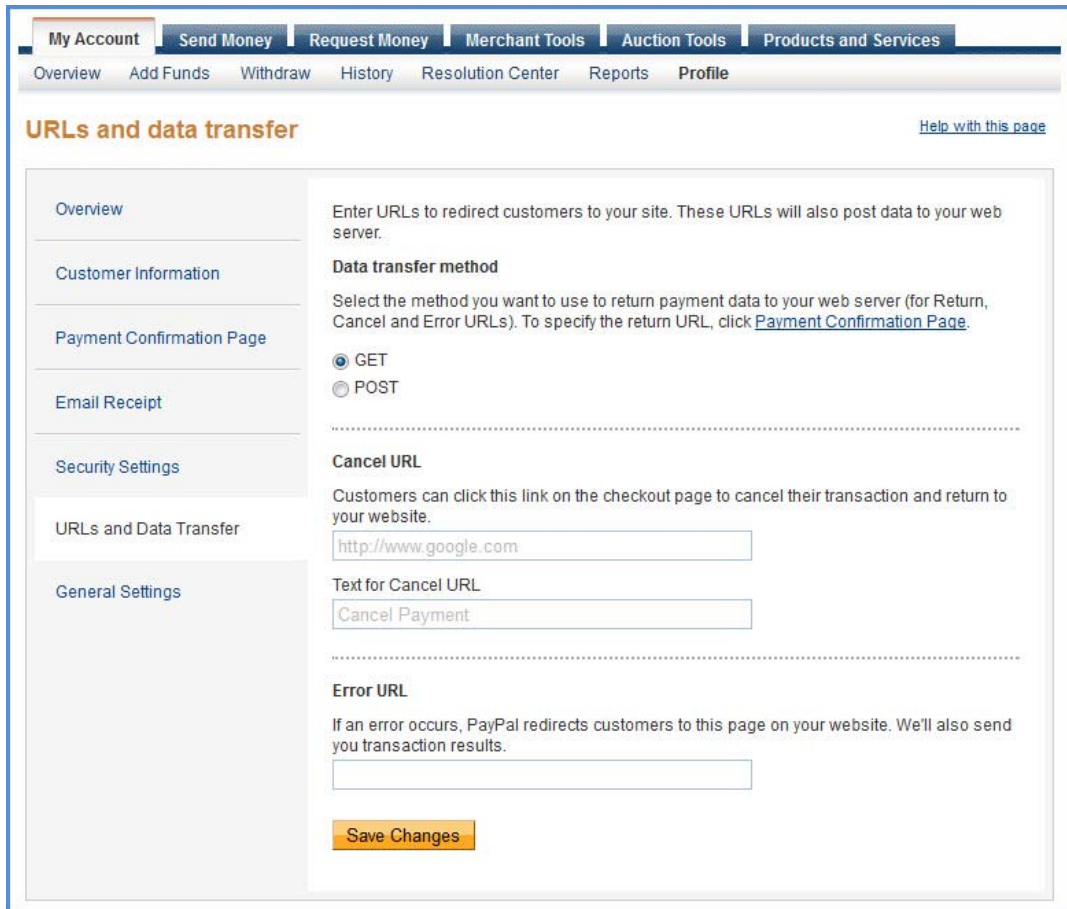 My Account Send Money Request Money Merchant Tools Auction Tools Products and Services
Overview Add Funds Withdraw History Resolution Center Reports Profile
URLs and data transfer
Help with this page
Overview
Customer Information
Payment Confirmation Page
Email Receipt
Security Settings
URLs and Data Transfer
General Settings
Enter URLs to redirect customers to your site. These URLs will also post data to your web
server.
Data transfer method
Select the method you want to use to return payment data to your web server (for Return,
Cancel and Error URLs). To specify the return URL, click Payment Confirmation Page.
GET
POST
Cancel URL
Customers can click this link on the checkout page to cancel their transaction and return to
your website.
http://www.google.com
Text for Cancel URL
Cancel Payment
Error URL
If an error occurs, PayPal redirects customers to this page on your website. We'll also send
you transaction results.
Save Changes